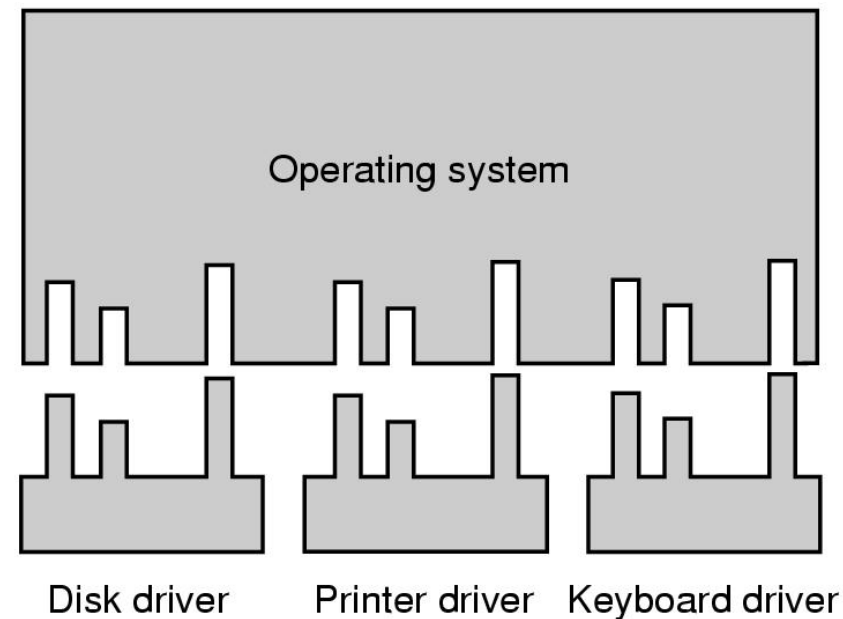 Operating system
Disk driver
Printer driver
Keyboard driver